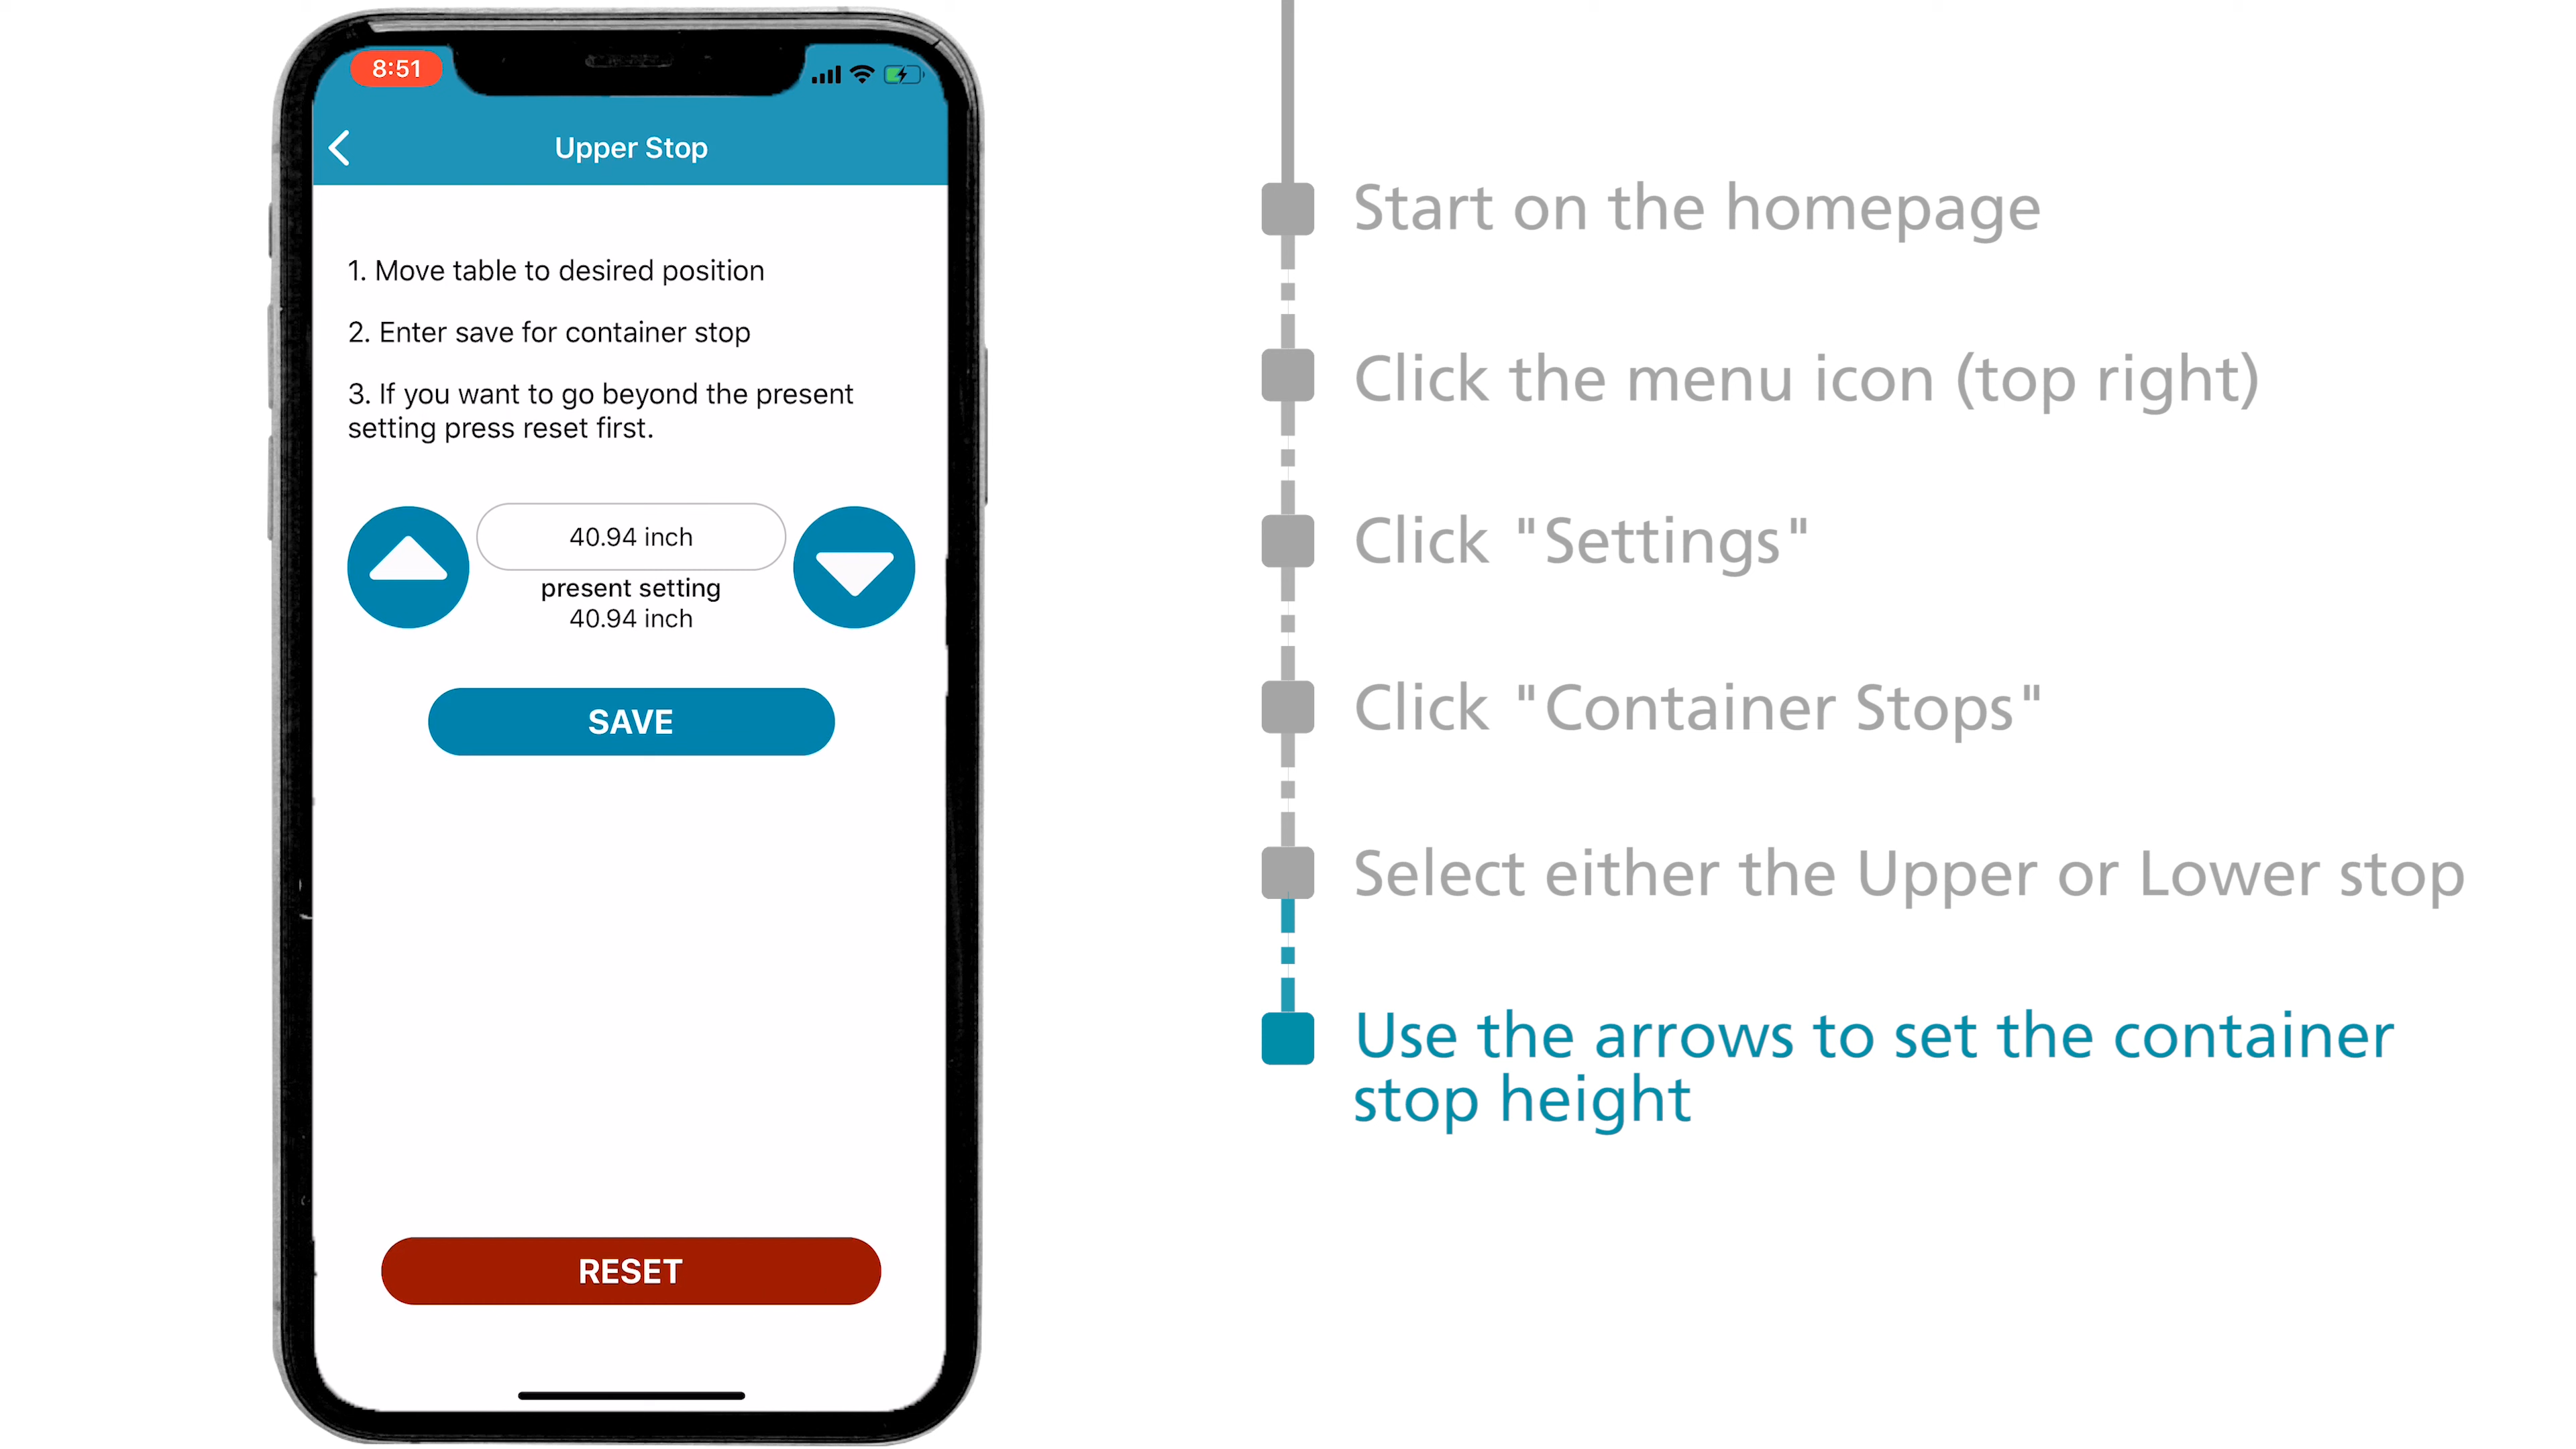 8:51
Upper Stop
1. Move table to desired position
2. Enter save for container stop
3. If you want to go beyond the present
setting press reset first.
40.94 inch
present setting
40.94 inch
SAVE
RESET
Start on the homepage
Click the menu icon (top right)
Click "Settings"
Click "Container Stops"
Select either the Upper or Lower stop
Use the arrows to set the container
stop height